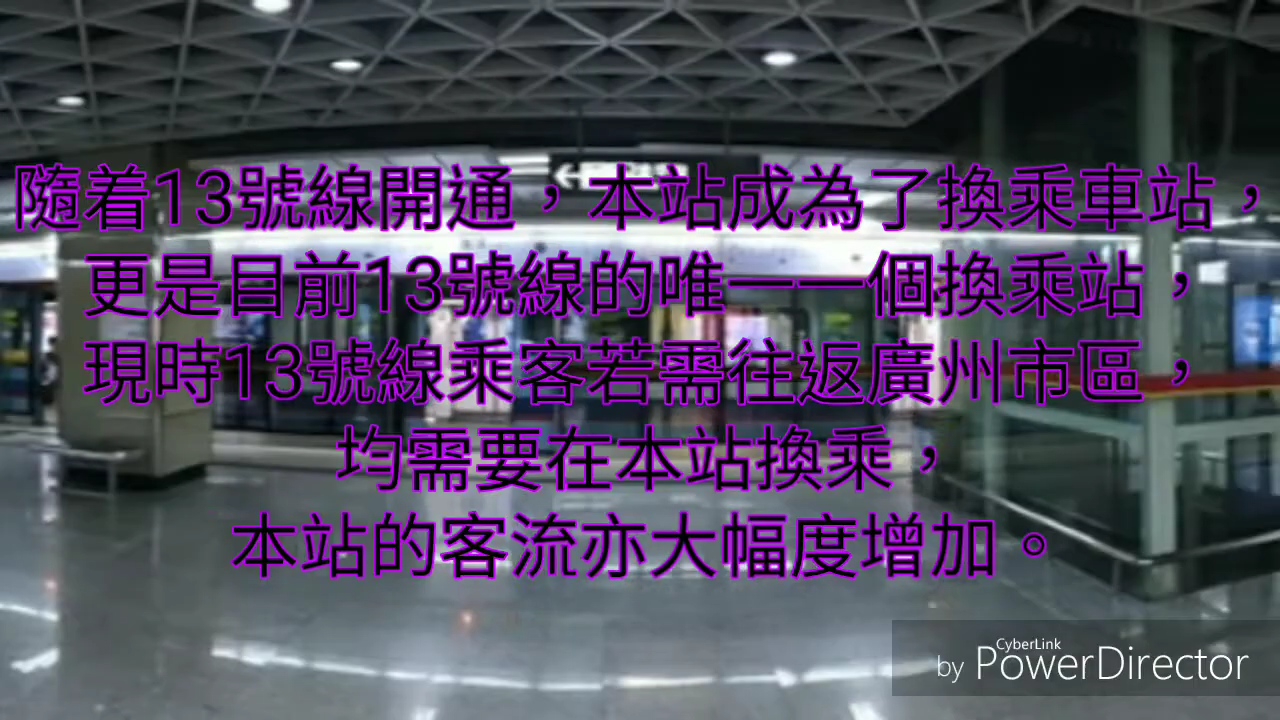 隨着13號線開通，本站成為了換乘車站，
更是目前13號線的唯一一個換乘站，
現時13號線乘客若需往返廣州市區，
均需要在本站換乘，
本站的客流亦大幅度增加。
CyberLink
by PowerDirector